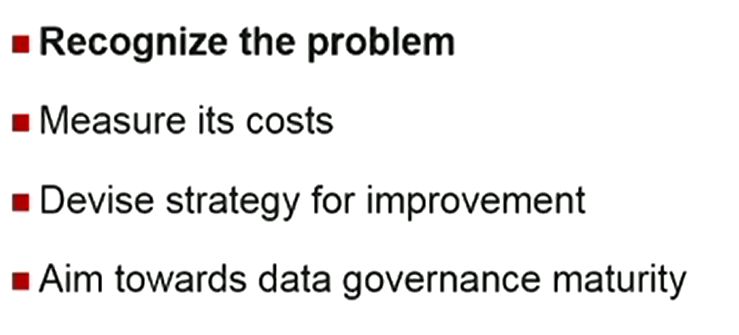 Recognize the problem
Measure its costs
Devise strategy for improvement
Aim towards data governance maturity